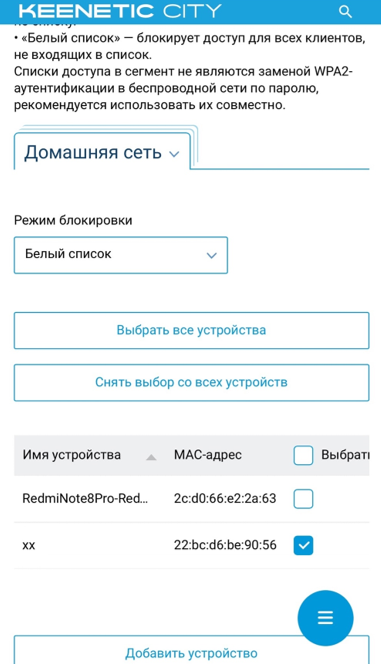 KEENETIC CITY
• «Белый список» — блокирует доступ для всех клиентов,
не входящих в список.
Списки доступа в сегмент не являются заменой WPA2-
аутентификации в беспроводной сети по паролю,
рекомендуется использовать их совместно.
Домашняя сеть
Режим блокировки
Белый список
Выбрать все устройства
Снять выбор со всех устройств
Имя устройства MAC-адрес Выбрать
RedmiNote8Pro-Red... 2c:d0:66:e2:2a:63
xx 22:bc:d6:be:90:56
Добавить устройство